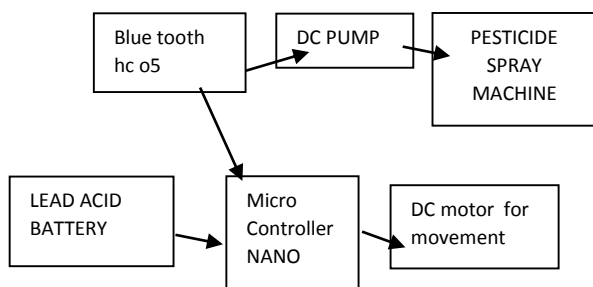 Blue tooth
hc o5
DC PUMP
PESTICIDE
SPRAY
MACHINE
LEAD ACID
BATTERY
Micro
Controller
NANO
DC motor for
movement